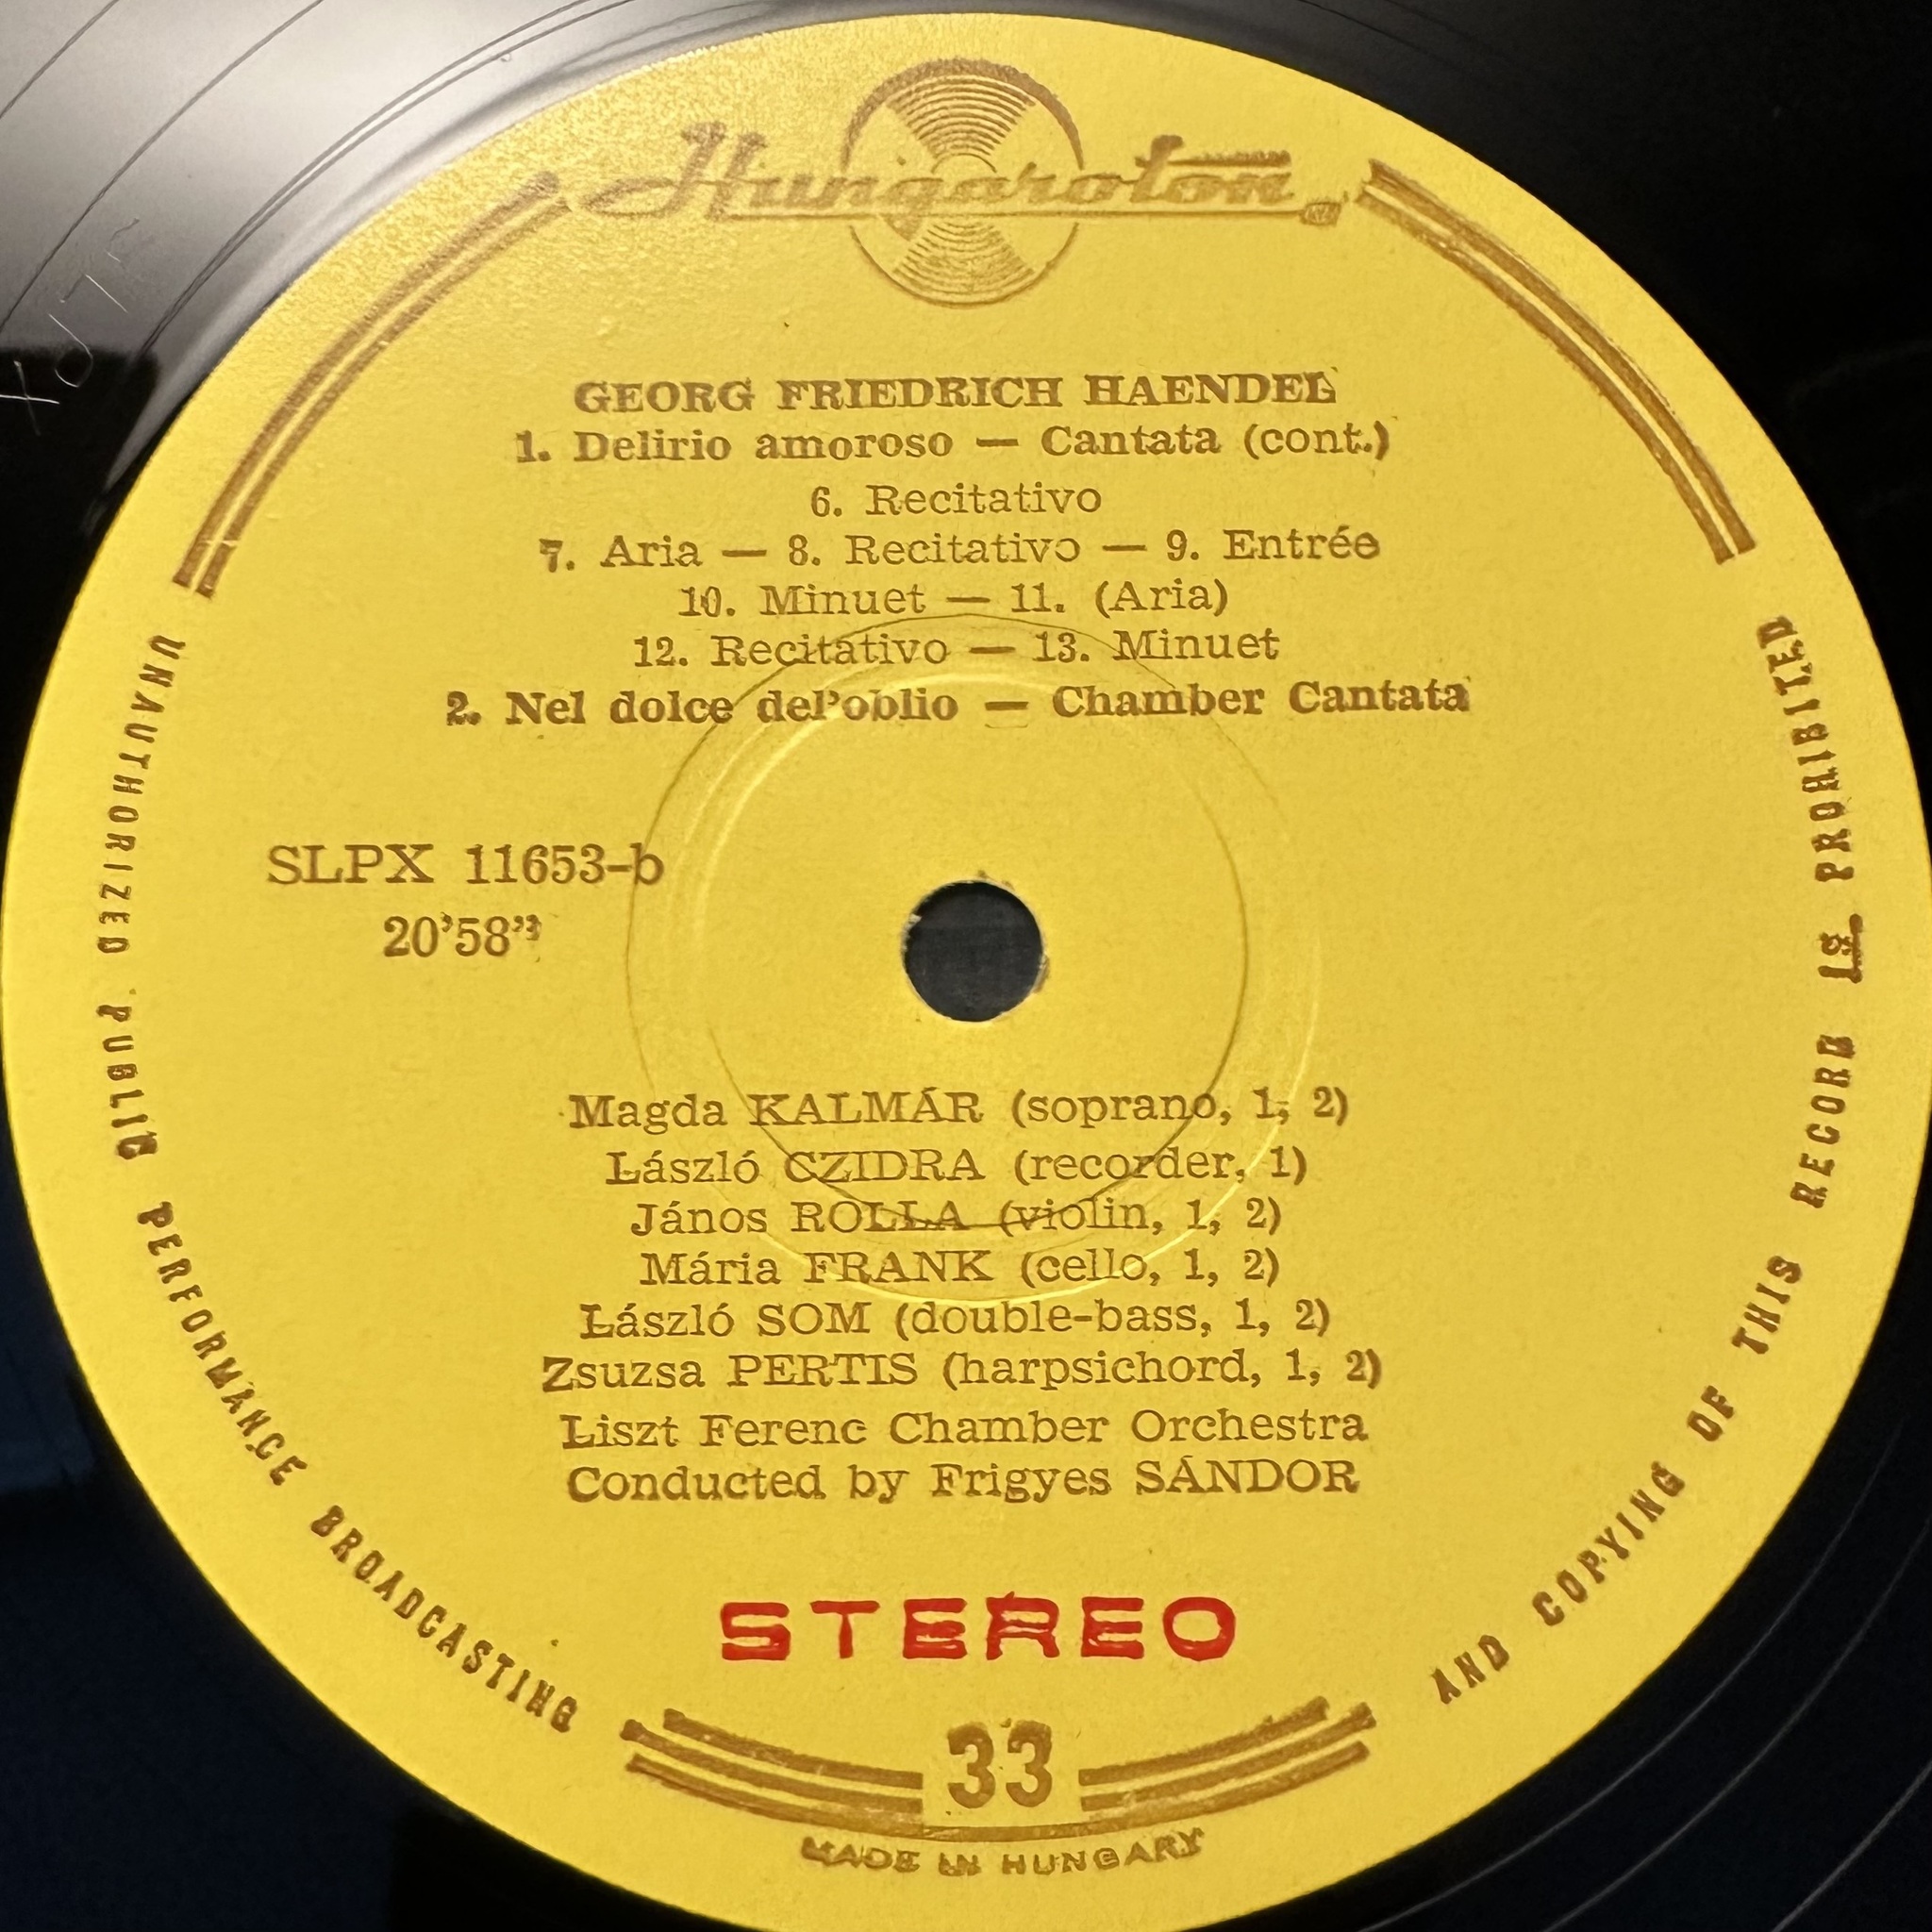 Hungaroton
GEORG FRIEDRICH HAENDEL
1. Delirio amoroso — Cantata (cont.)
6. Recitativo
7. Aria — 8. Recitativo — 9. Entrée
10. Minuet — 11. (Aria)
12. Recitativo — 13. Minuet
2. Nel dolce del'oblio — Chamber Cantata
SLPX 11653-b
20'58"
Magda KALMÁR (soprano, 1, 2)
László CZIDRA (recorder, 1)
János ROLLA (violin, 1, 2)
Mária FRANK (cello, 1, 2)
László SOM (double-bass, 1, 2)
Zsuzsa PERTIS (harpsichord, 1, 2)
Liszt Ferenc Chamber Orchestra
Conducted by Frigyes SÁNDOR
STEREO
33
MADE IN HUNGARY
UNAUTHORIZED PUBLIC PERFORMANCE BROADCASTING AND COPYING OF THIS RECORD IS PROHIBITED